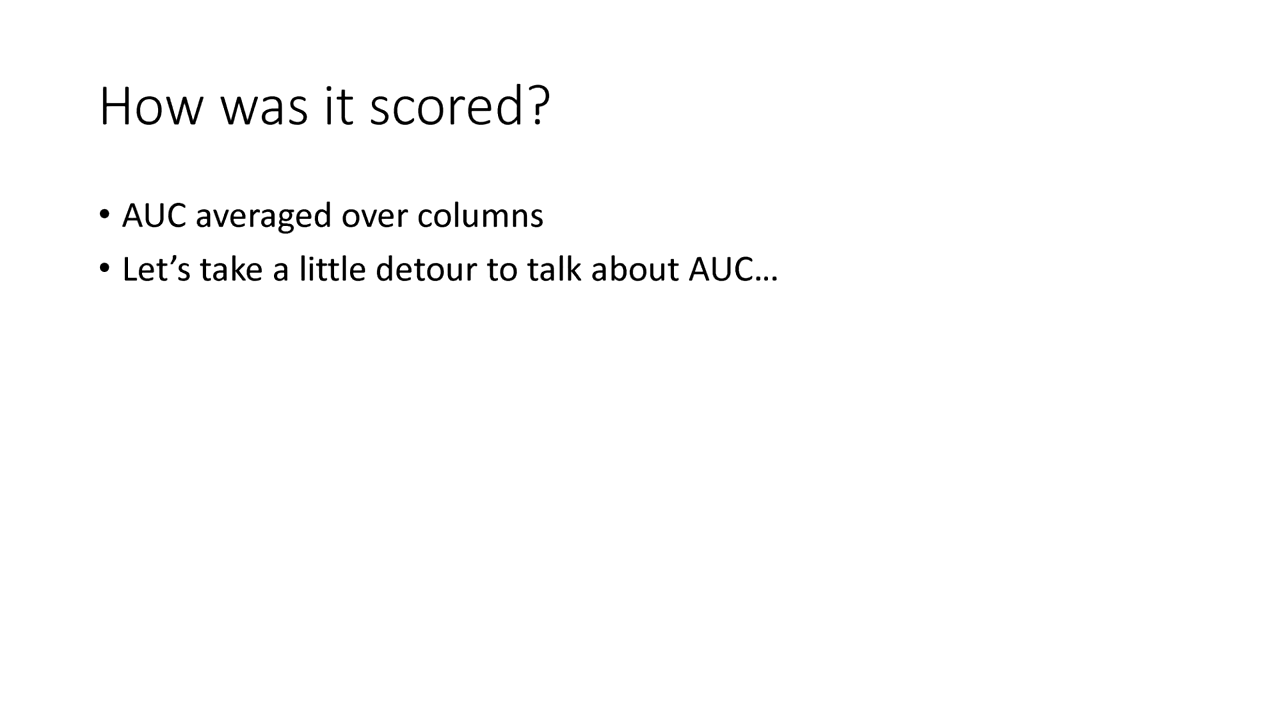 How was it scored?
• AUC averaged over columns
• Let’s take a little detour to talk about AUC…